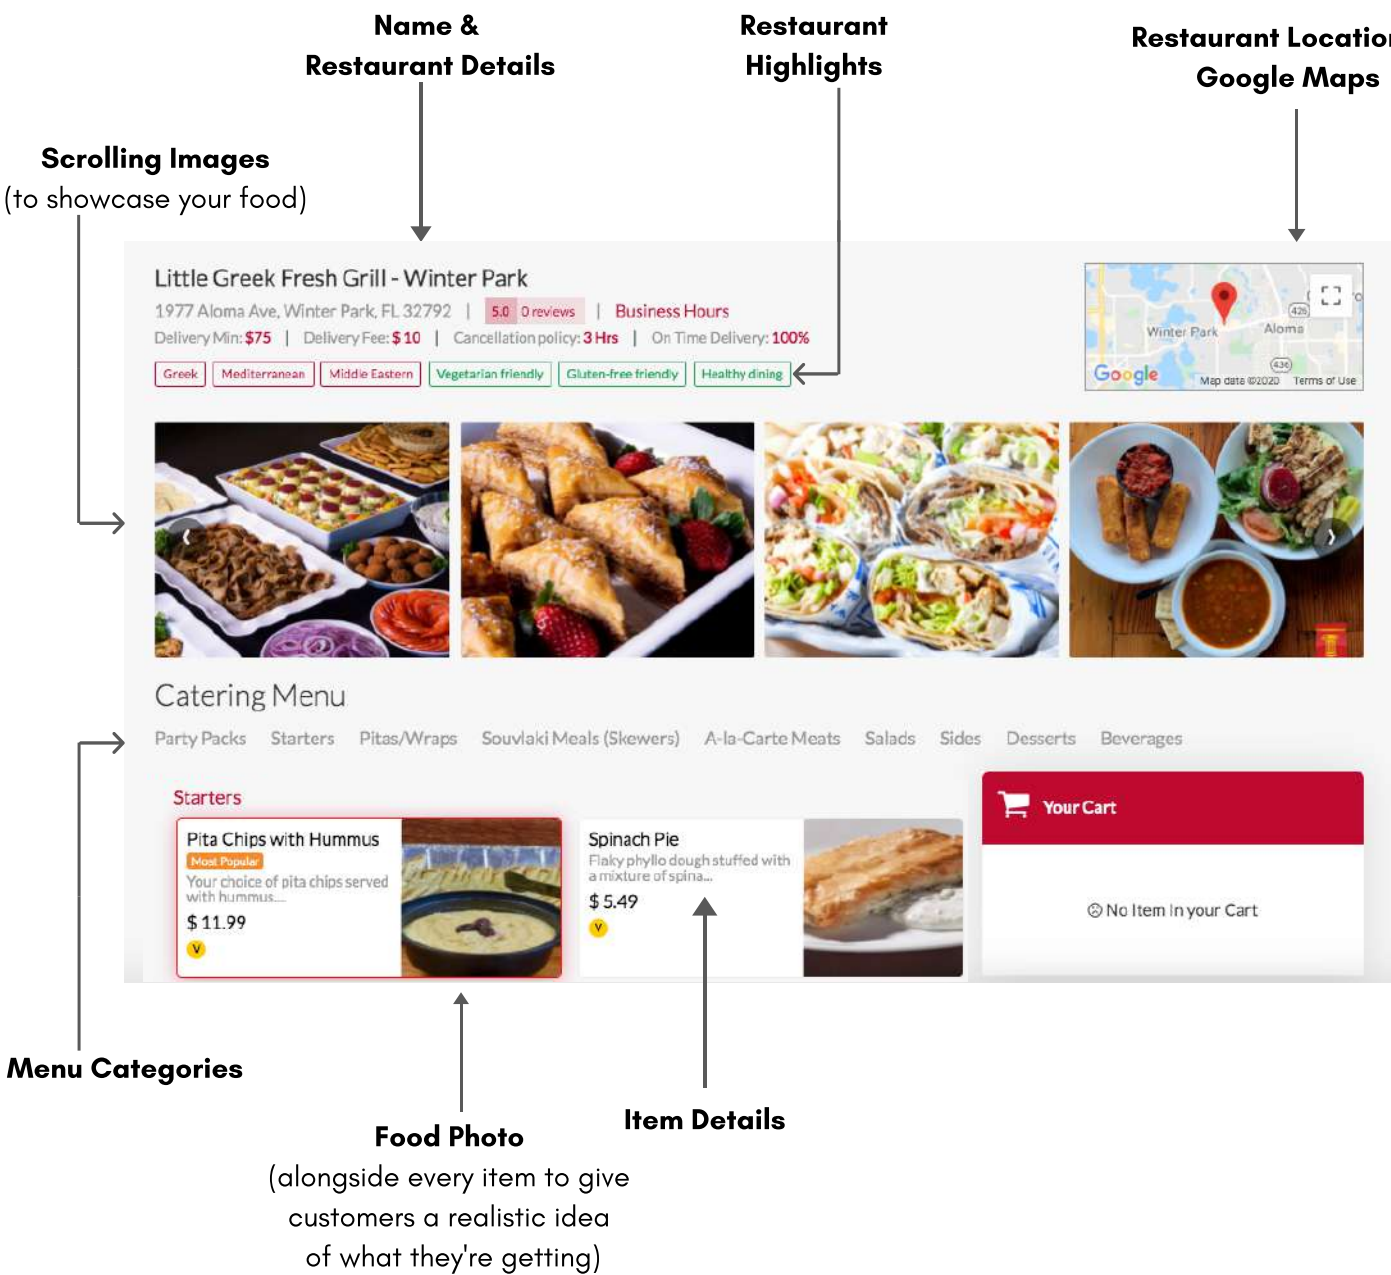 Name &
Restaurant Details
Restaurant
Highlights
Restaurant Location
Google Maps
Scrolling Images
(to showcase your food)
Little Greek Fresh Grill - Winter Park
1977 Aloma Ave, Winter Park, FL 32792 | 5.0 0 reviews | Business Hours
Delivery Min: $75 | Delivery Fee: $ 10 | Cancellation policy: 3 Hrs | On Time Delivery: 100%
Greek Mediterranean Middle Eastern Vegetarian friendly Gluten-free friendly Healthy dining
426
Winter Park
Aloma
436
Google
Map data ©2020 Terms of Use
Catering Menu
Party Packs Starters Pitas/Wraps Souvlaki Meals (Skewers) A-la-Carte Meats Salads Sides Desserts Beverages
Starters
Pita Chips with Hummus
Most Popular
Your choice of pita chips served
with hummus....
$ 11.99
V
Spinach Pie
Flaky phyllo dough stuffed with
a mixture of spina...
$ 5.49
V
Your Cart
No Item In your Cart
Menu Categories
Food Photo
(alongside every item to give
customers a realistic idea
of what they're getting)
Item Details